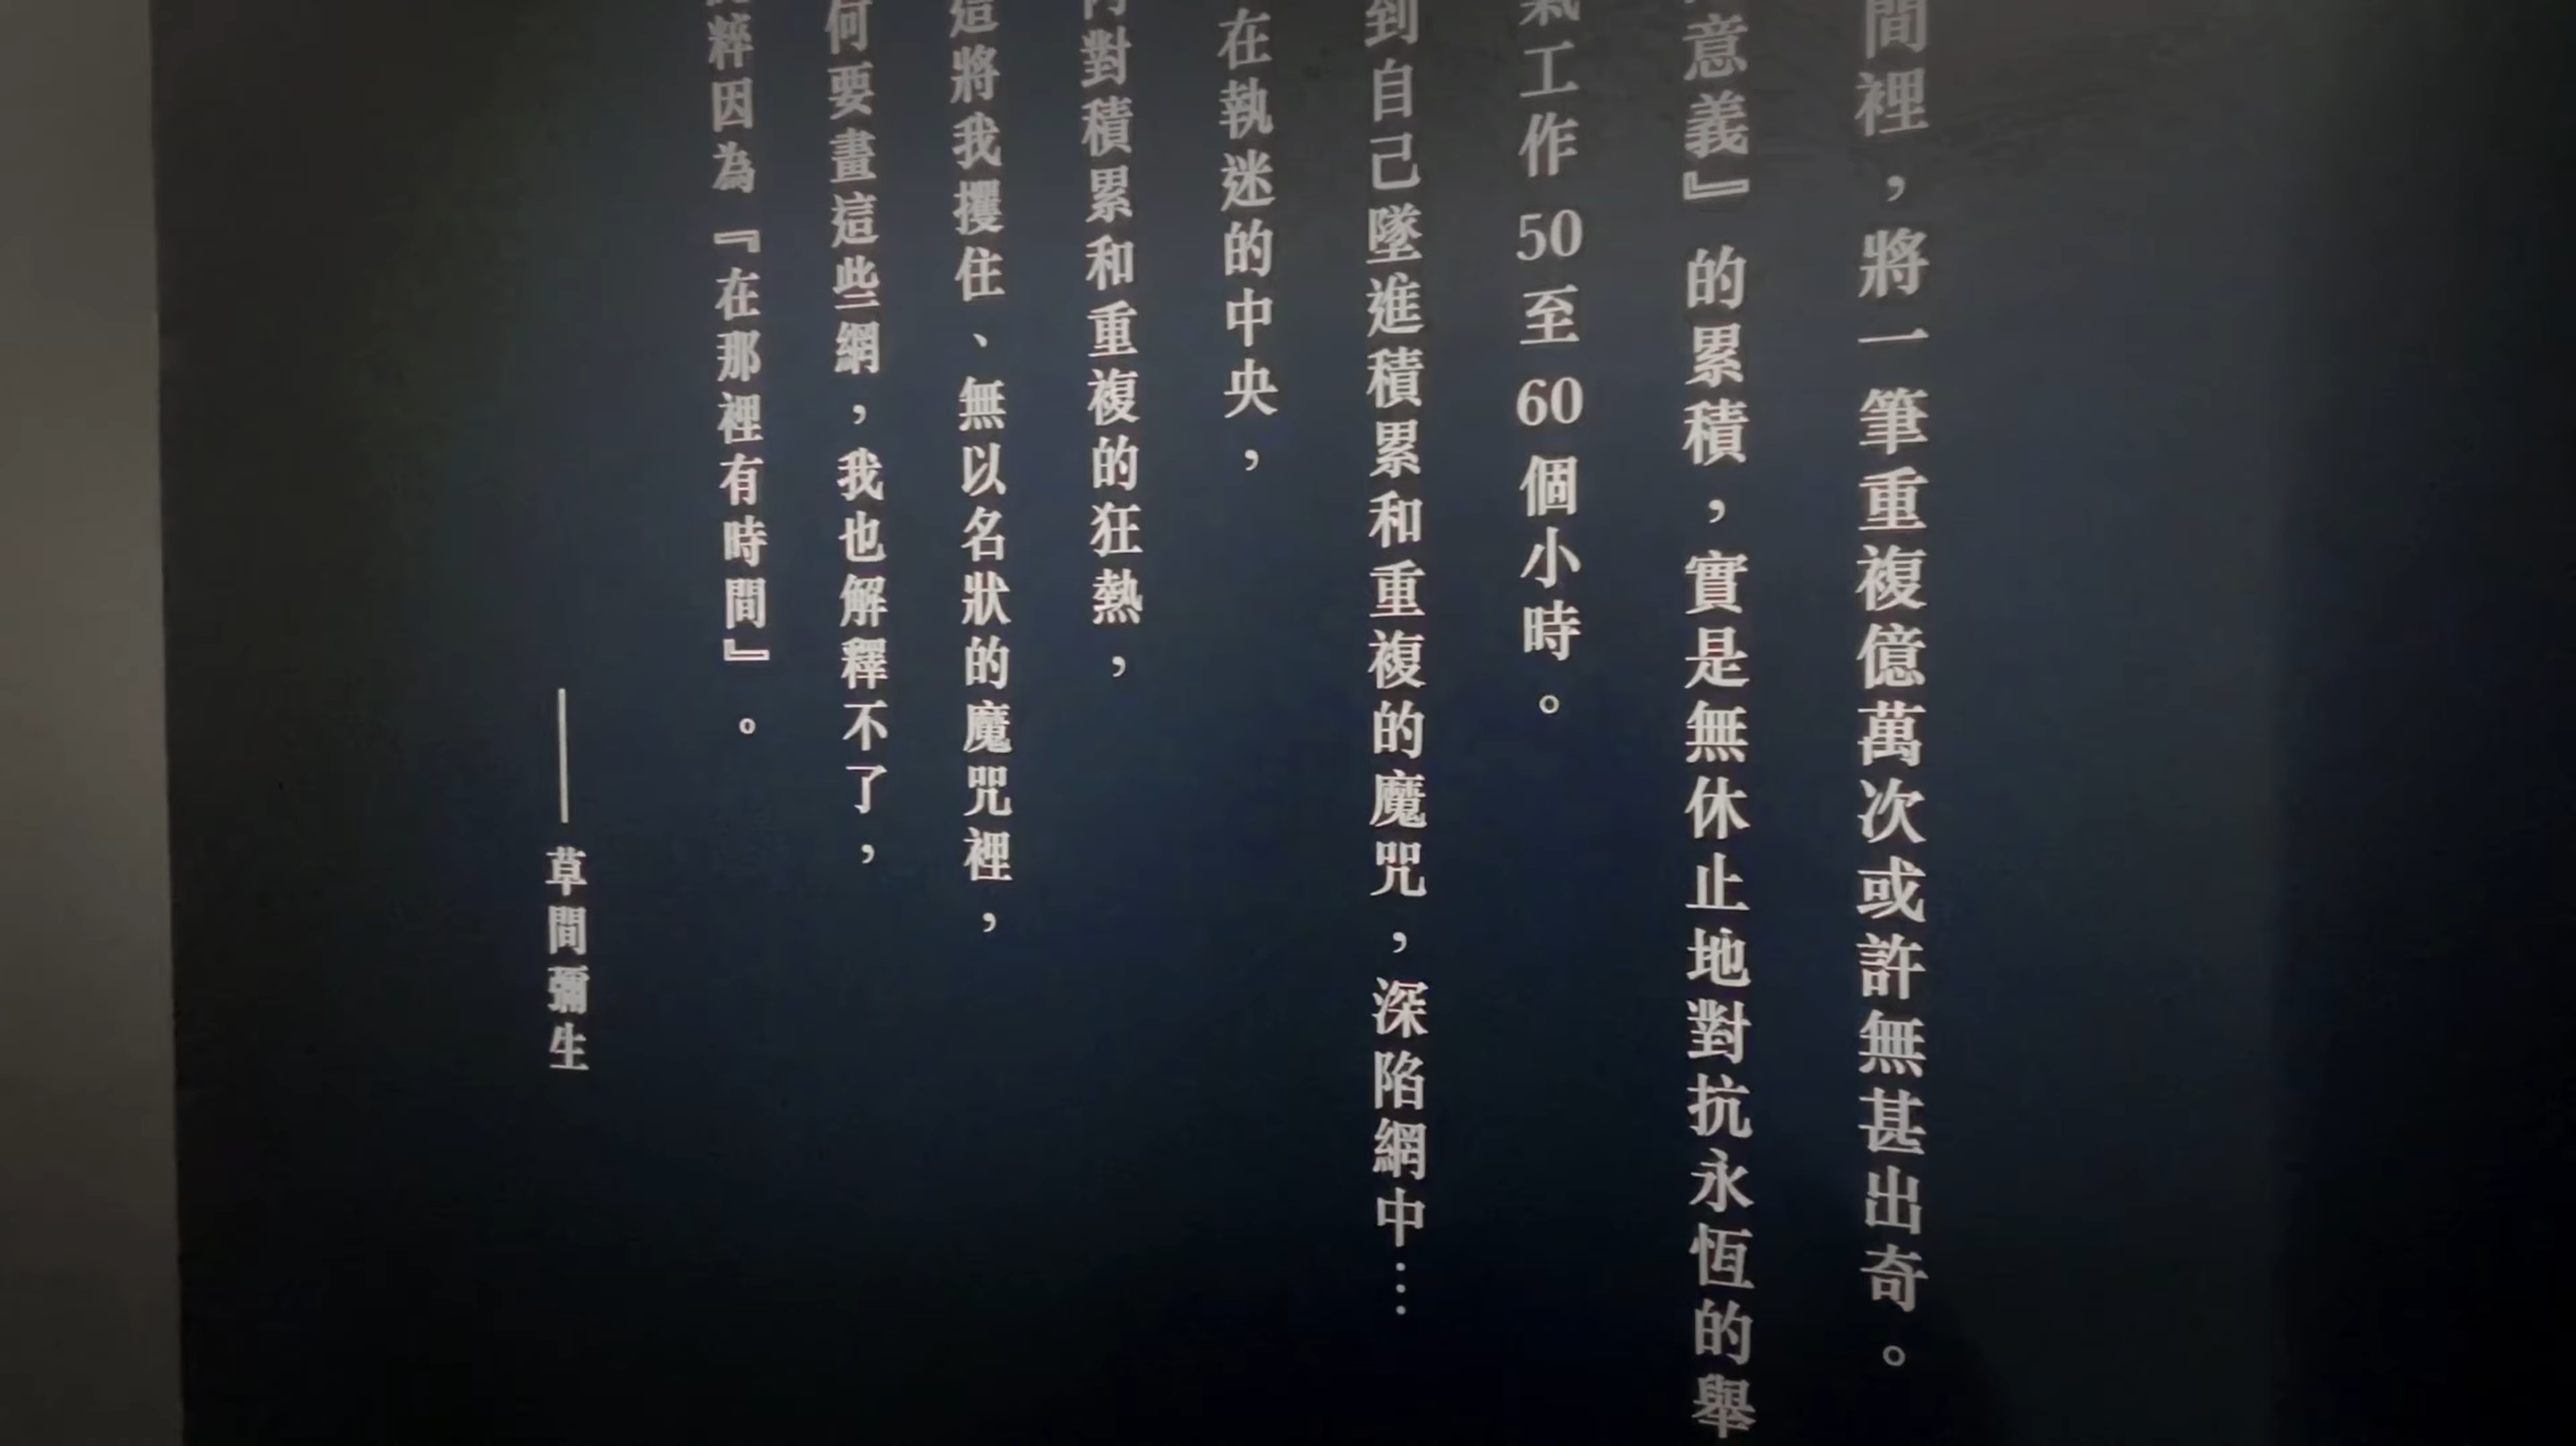 間裡，將一筆重複億萬次或許無甚出奇。
意義』的累積，實是無休止地對抗永恆的舉
氣工作 50 至 60 個小時。
到自己墜進積累和重複的魔咒，深陷網中…
在執迷的中央，
對積累和重複的狂熱，
這將我攫住、無以名狀的魔咒裡，
何要畫這些網，我也解釋不了，
粹因為『在那裡有時間』。
——草間彌生